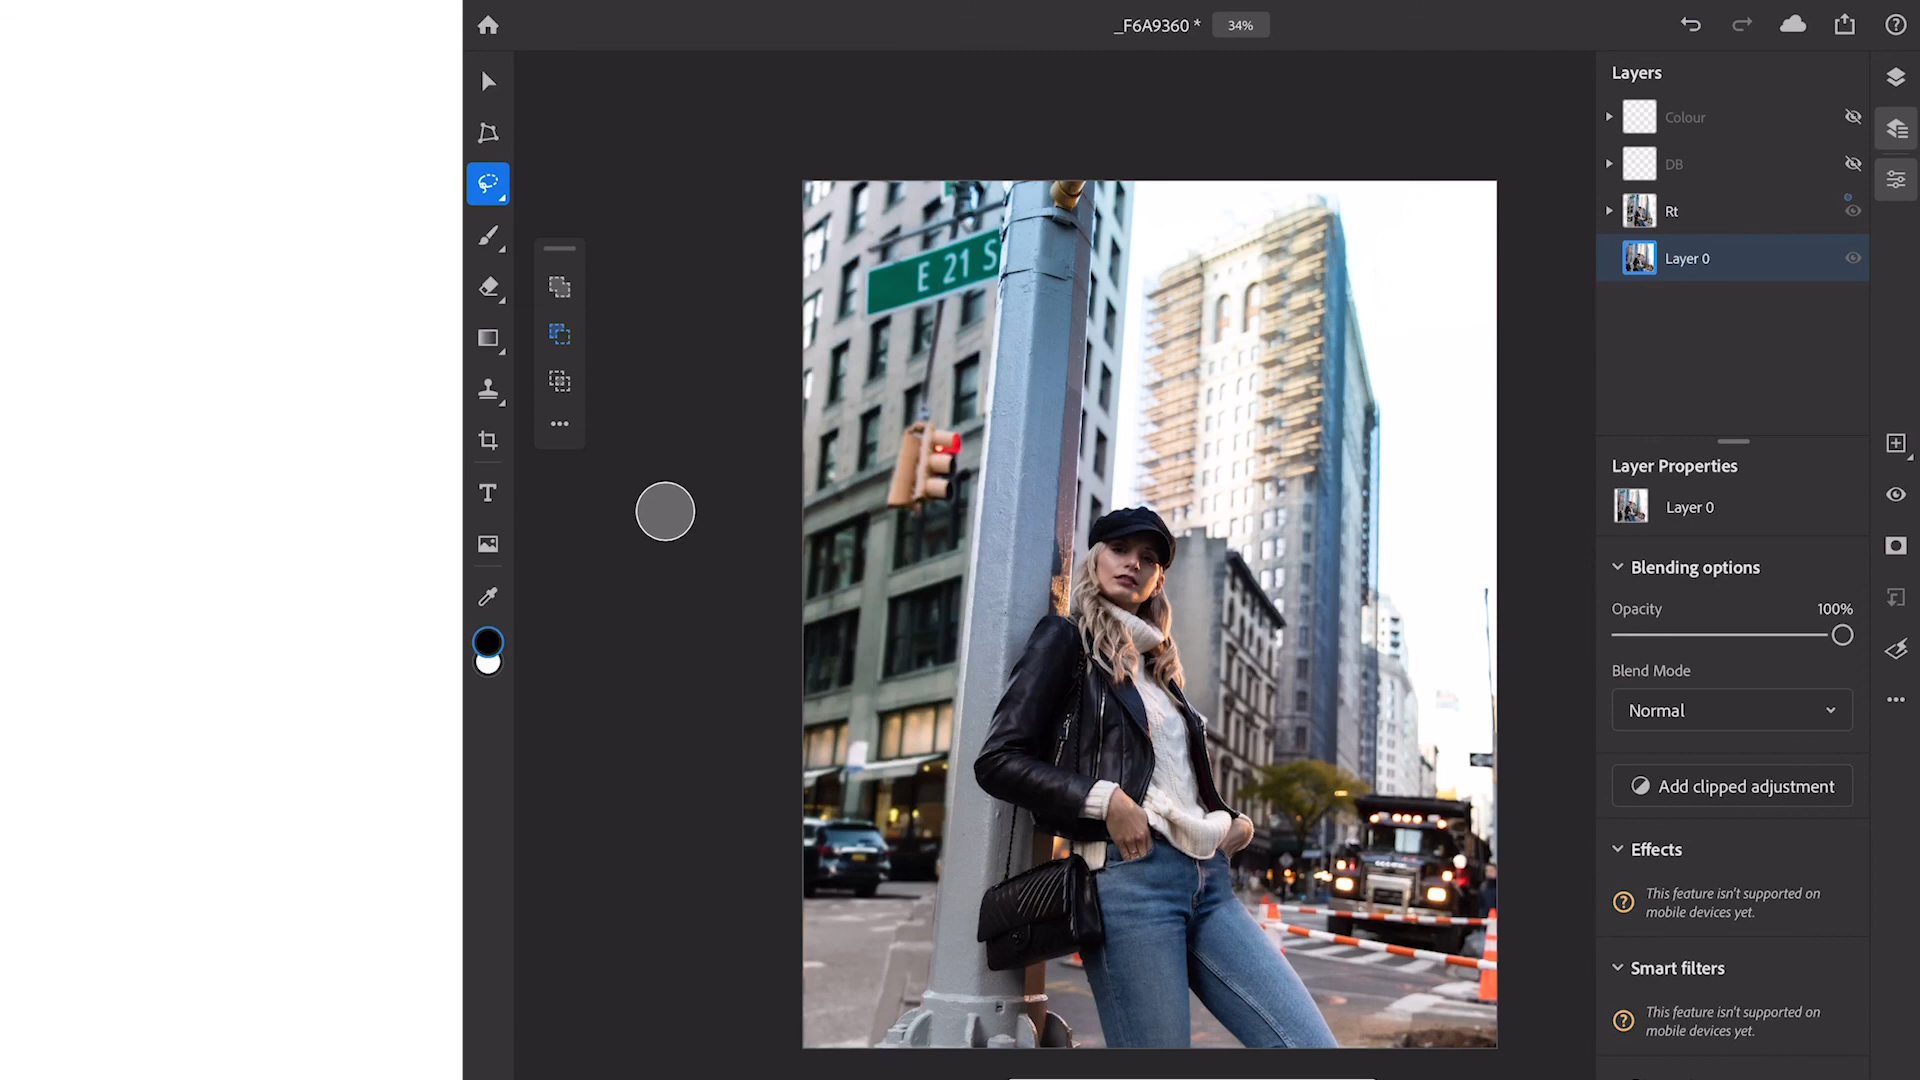 _F6A9360 *
34%
Layers
Colour
DB
Rt
Layer 0
Layer Properties
Layer 0
Blending options
Opacity
100%
Blend Mode
Normal
Add clipped adjustment
Effects
This feature isn't supported on
mobile devices yet.
Smart filters
This feature isn't supported on
mobile devices yet.
E 21 S